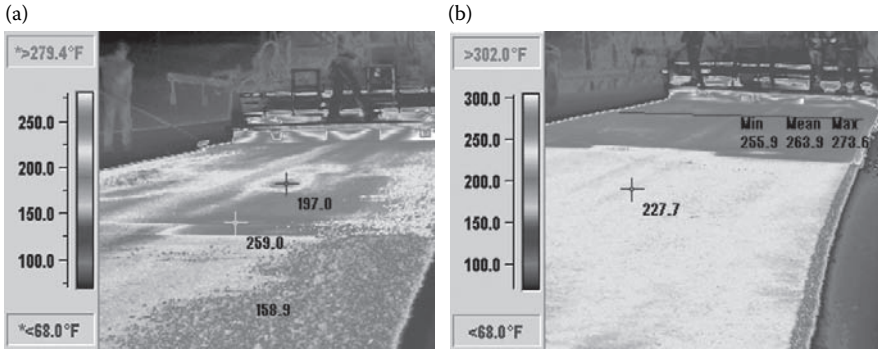 (a)
*>279.4°F
250.0
200.0
150.0
100.0
*<68.0°F
197.0
259.0
158.9
(b)
>302.0°F
300.0
250.0
200.0
150.0
100.0
<68.0°F
Min Mean Max
255.9 263.9 273.6
227.7